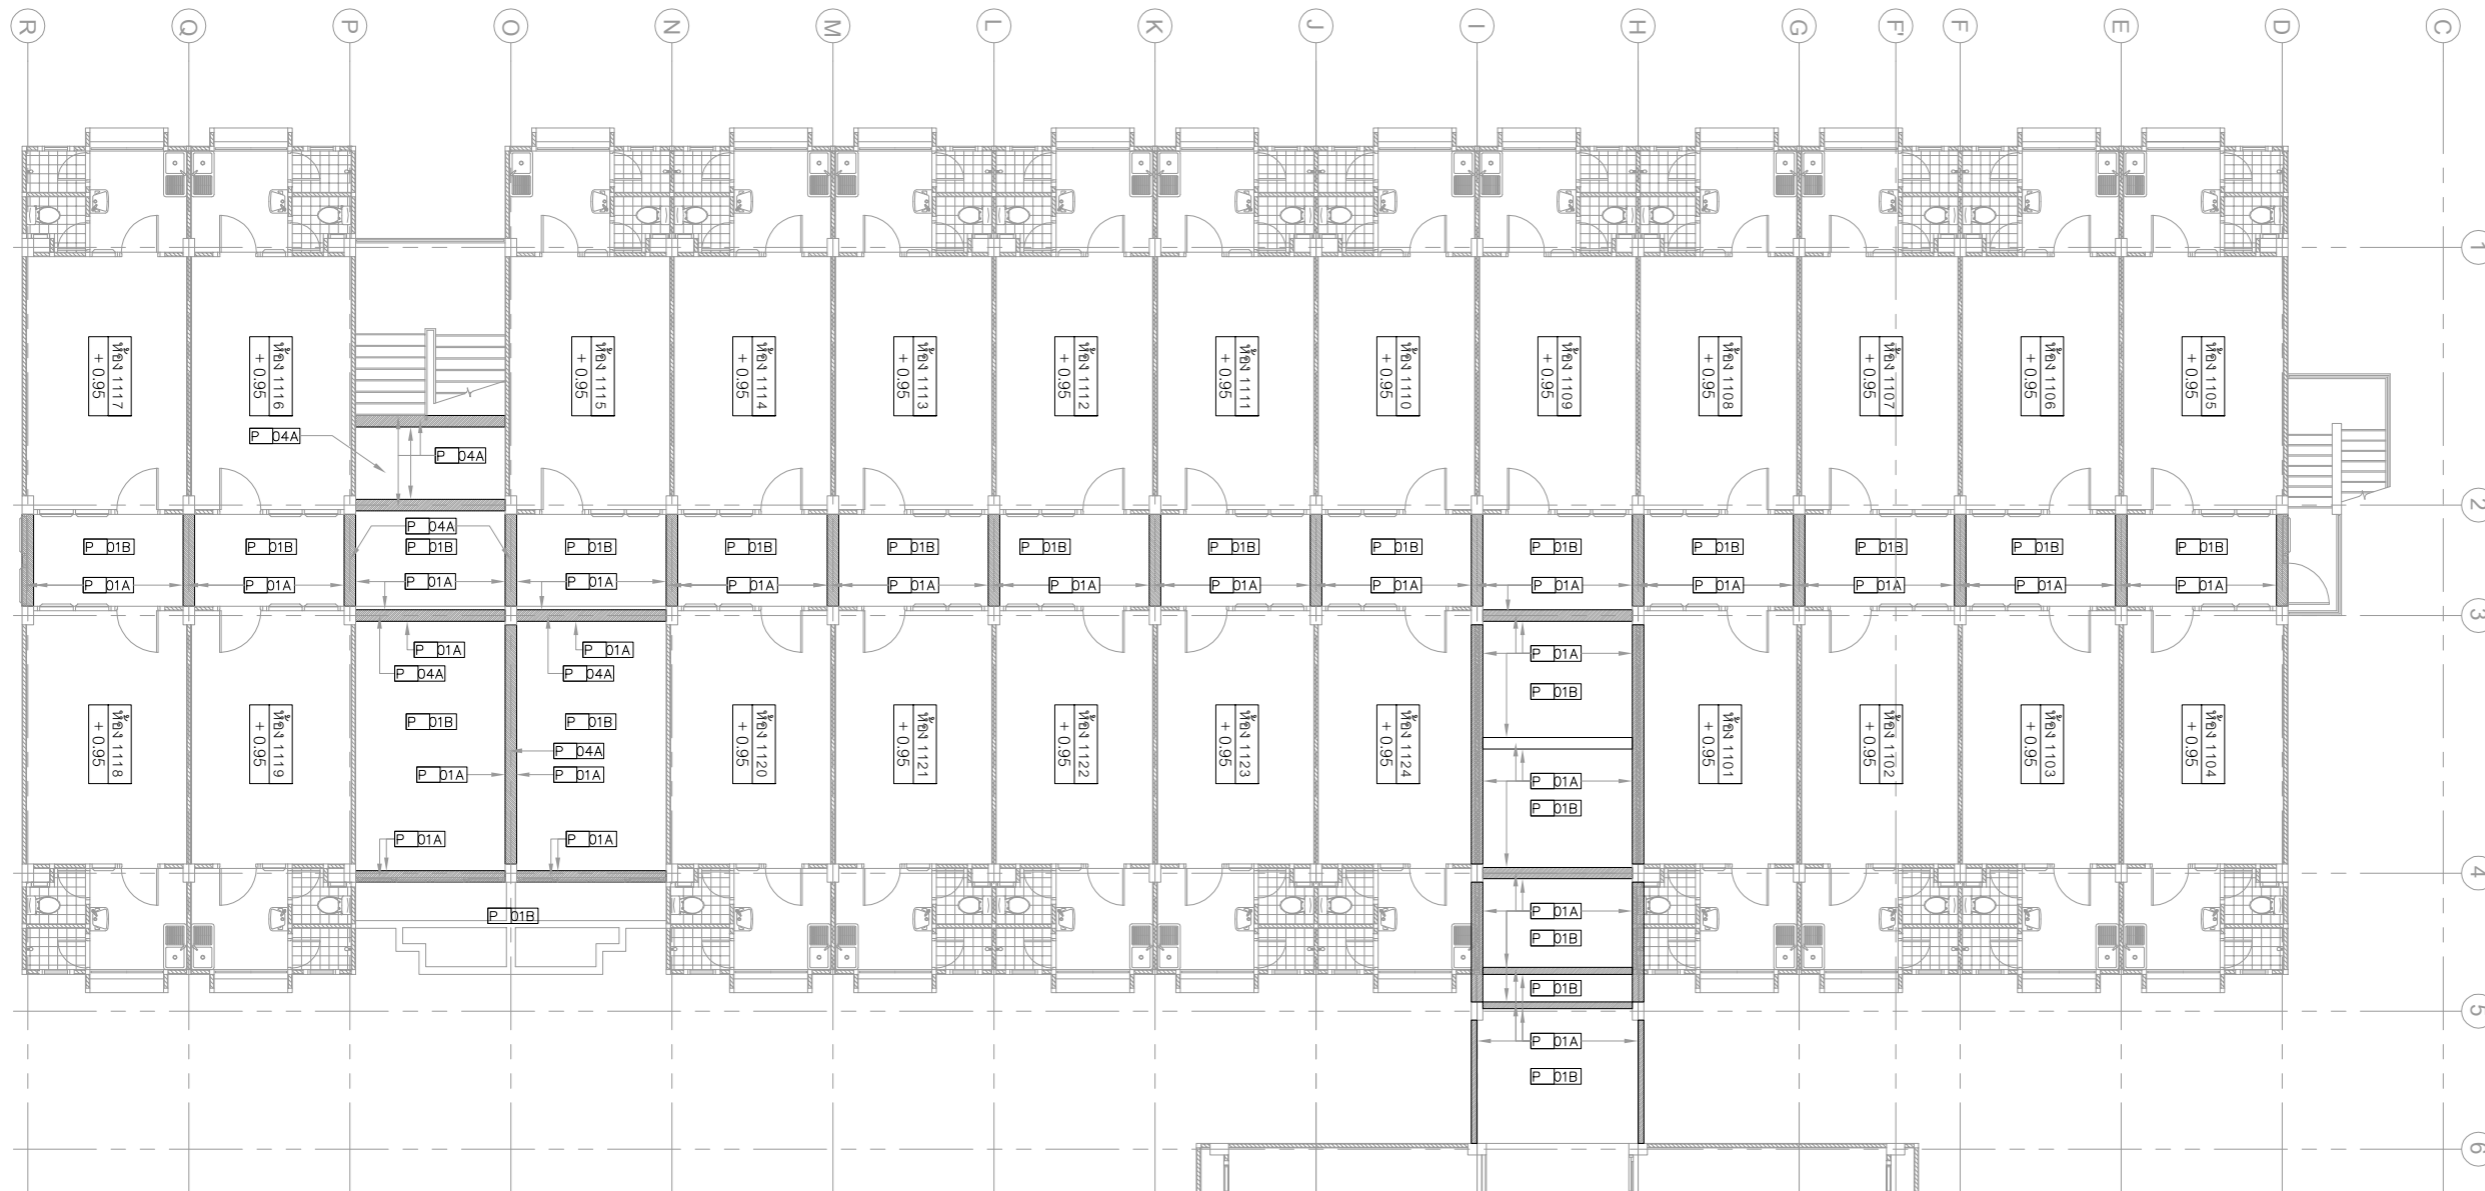 R Q P O N M L K J I H G F' F E D C
1
ห้อง 1117
+ 0.95
ห้อง 1116
+ 0.95
ห้อง 1115
+ 0.95
ห้อง 1114
+ 0.95
ห้อง 1113
+ 0.95
ห้อง 1112
+ 0.95
ห้อง 1111
+ 0.95
ห้อง 1110
+ 0.95
ห้อง 1109
+ 0.95
ห้อง 1108
+ 0.95
ห้อง 1107
+ 0.95
ห้อง 1106
+ 0.95
ห้อง 1105
+ 0.95
P 04A
P 04A
2
P 04A
P 01B P 01B P 01B P 01B P 01B P 01B P 01B P 01B P 01B P 01B P 01B P 01B P 01B P 01B
P 01A P 01A P 01A P 01A P 01A P 01A P 01A P 01A P 01A P 01A P 01A P 01A P 01A P 01A
3
P 01A P 01A P 01A
P 04A P 04A
P 01B
ห้อง 1118
+ 0.95
ห้อง 1119
+ 0.95
P 01B P 01B
ห้อง 1120
+ 0.95
ห้อง 1121
+ 0.95
ห้อง 1122
+ 0.95
ห้อง 1123
+ 0.95
ห้อง 1124
+ 0.95
ห้อง 1101
+ 0.95
ห้อง 1102
+ 0.95
ห้อง 1103
+ 0.95
ห้อง 1104
+ 0.95
P 04A
P 01A P 01A P 01A
P 01B
P 01A P 01A
4
P 01B P 01A
P 01B
P 01B
5
P 01A
P 01B
6